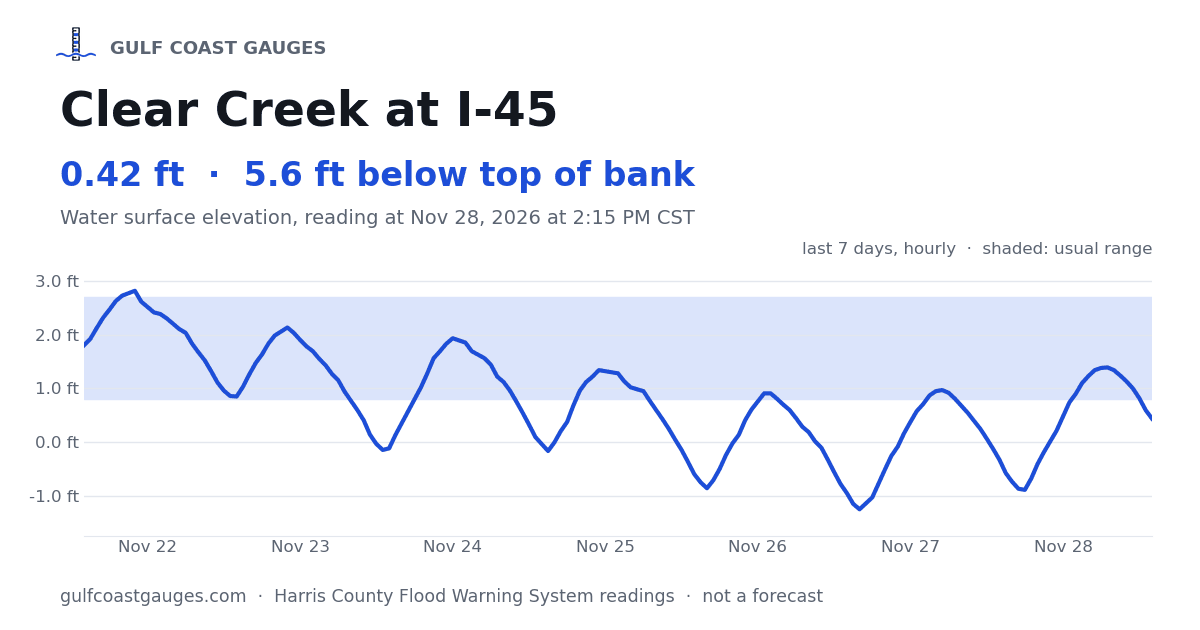 GULF COAST GAUGES
Clear Creek at I-45
0.42 ft · 5.6 ft below top of bank
Water surface elevation, reading at Nov 28, 2026 at 2:15 PM CST
last 7 days, hourly · shaded: usual range
3.0 ft
2.0 ft
1.0 ft
0.0 ft
-1.0 ft
Nov 22 Nov 23 Nov 24 Nov 25 Nov 26 Nov 27 Nov 28
gulfcoastgauges.com · Harris County Flood Warning System readings · not a forecast